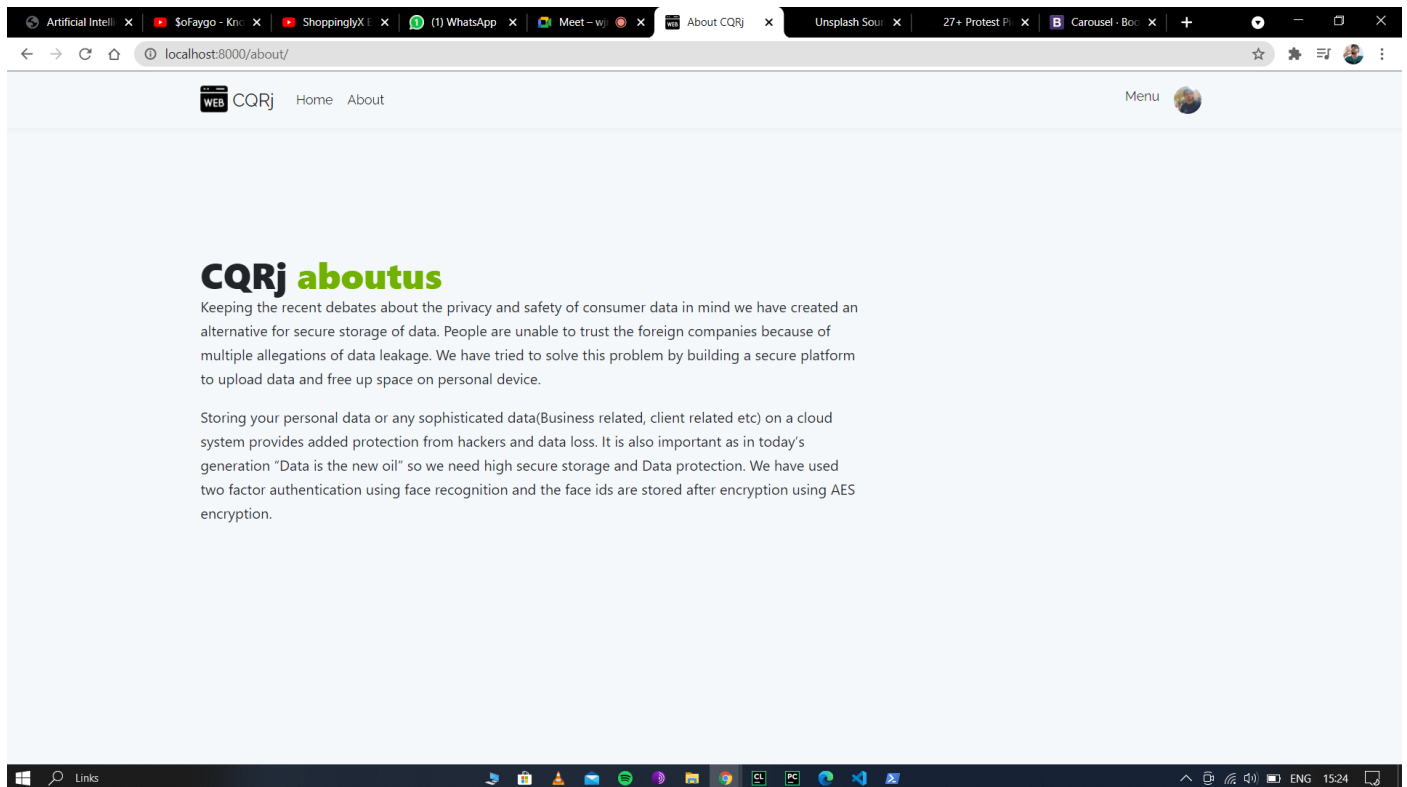 Artificial Intelli
$oFaygo - Kno
ShoppinglyX E
(1) WhatsApp
Meet – wji
WEB
About CQRj
Unsplash Sour
27+ Protest Pi
B
Carousel · Boo
localhost:8000/about/
WEB CQRj
Home
About
Menu
CQRj aboutus
Keeping the recent debates about the privacy and safety of consumer data in mind we have created an
alternative for secure storage of data. People are unable to trust the foreign companies because of
multiple allegations of data leakage. We have tried to solve this problem by building a secure platform
to upload data and free up space on personal device.
Storing your personal data or any sophisticated data(Business related, client related etc) on a cloud
system provides added protection from hackers and data loss. It is also important as in today's
generation “Data is the new oil” so we need high secure storage and Data protection. We have used
two factor authentication using face recognition and the face ids are stored after encryption using AES
encryption.
Links
CL
PC
ENG
15:24